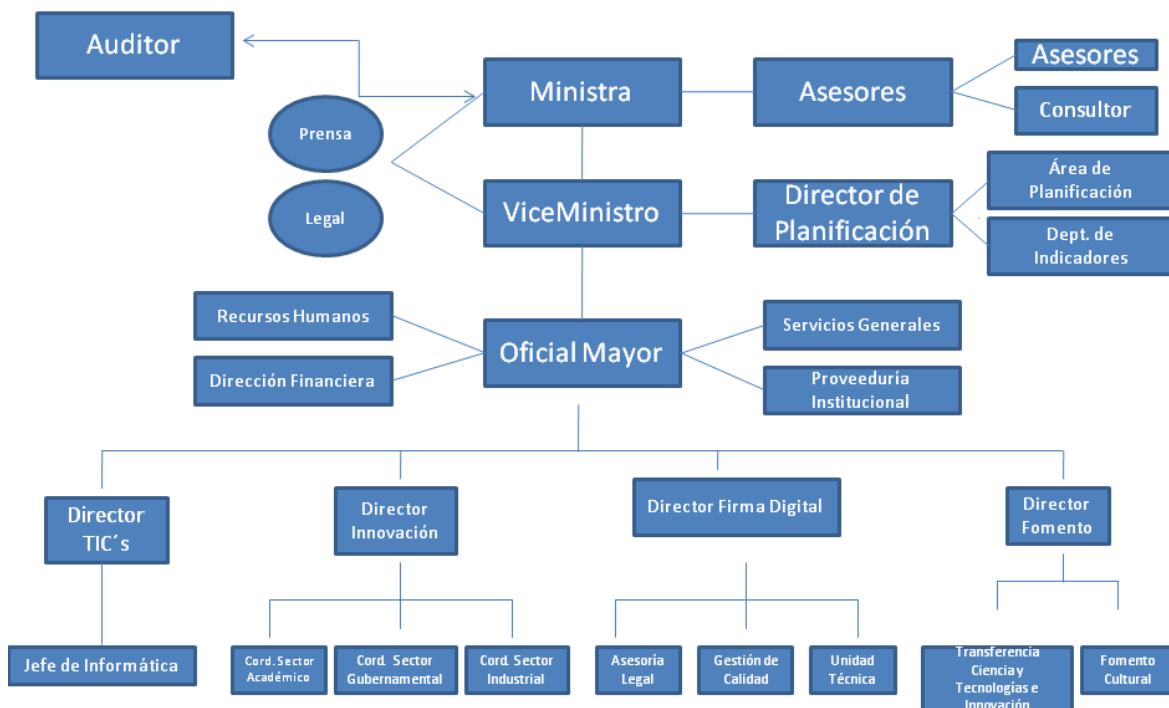 Auditor
Ministra
Asesores
Asesores
Consultor
Prensa
Legal
ViceMinistro
Director de
Planificación
Área de
Planificación
Dept. de
Indicadores
Recursos Humanos
Dirección Financiera
Oficial Mayor
Servicios Generales
Proveeduría
Institucional
Director
TIC´s
Director
Innovación
Director Firma Digital
Director
Fomento
Jefe de Informática
Cord. Sector
Académico
Cord. Sector
Gubernamental
Cord. Sector
Industrial
Asesoría
Legal
Gestión de
Calidad
Unidad
Técnica
Transferencia
Ciencia y
Tecnologías e
Innovación
Fomento
Cultural